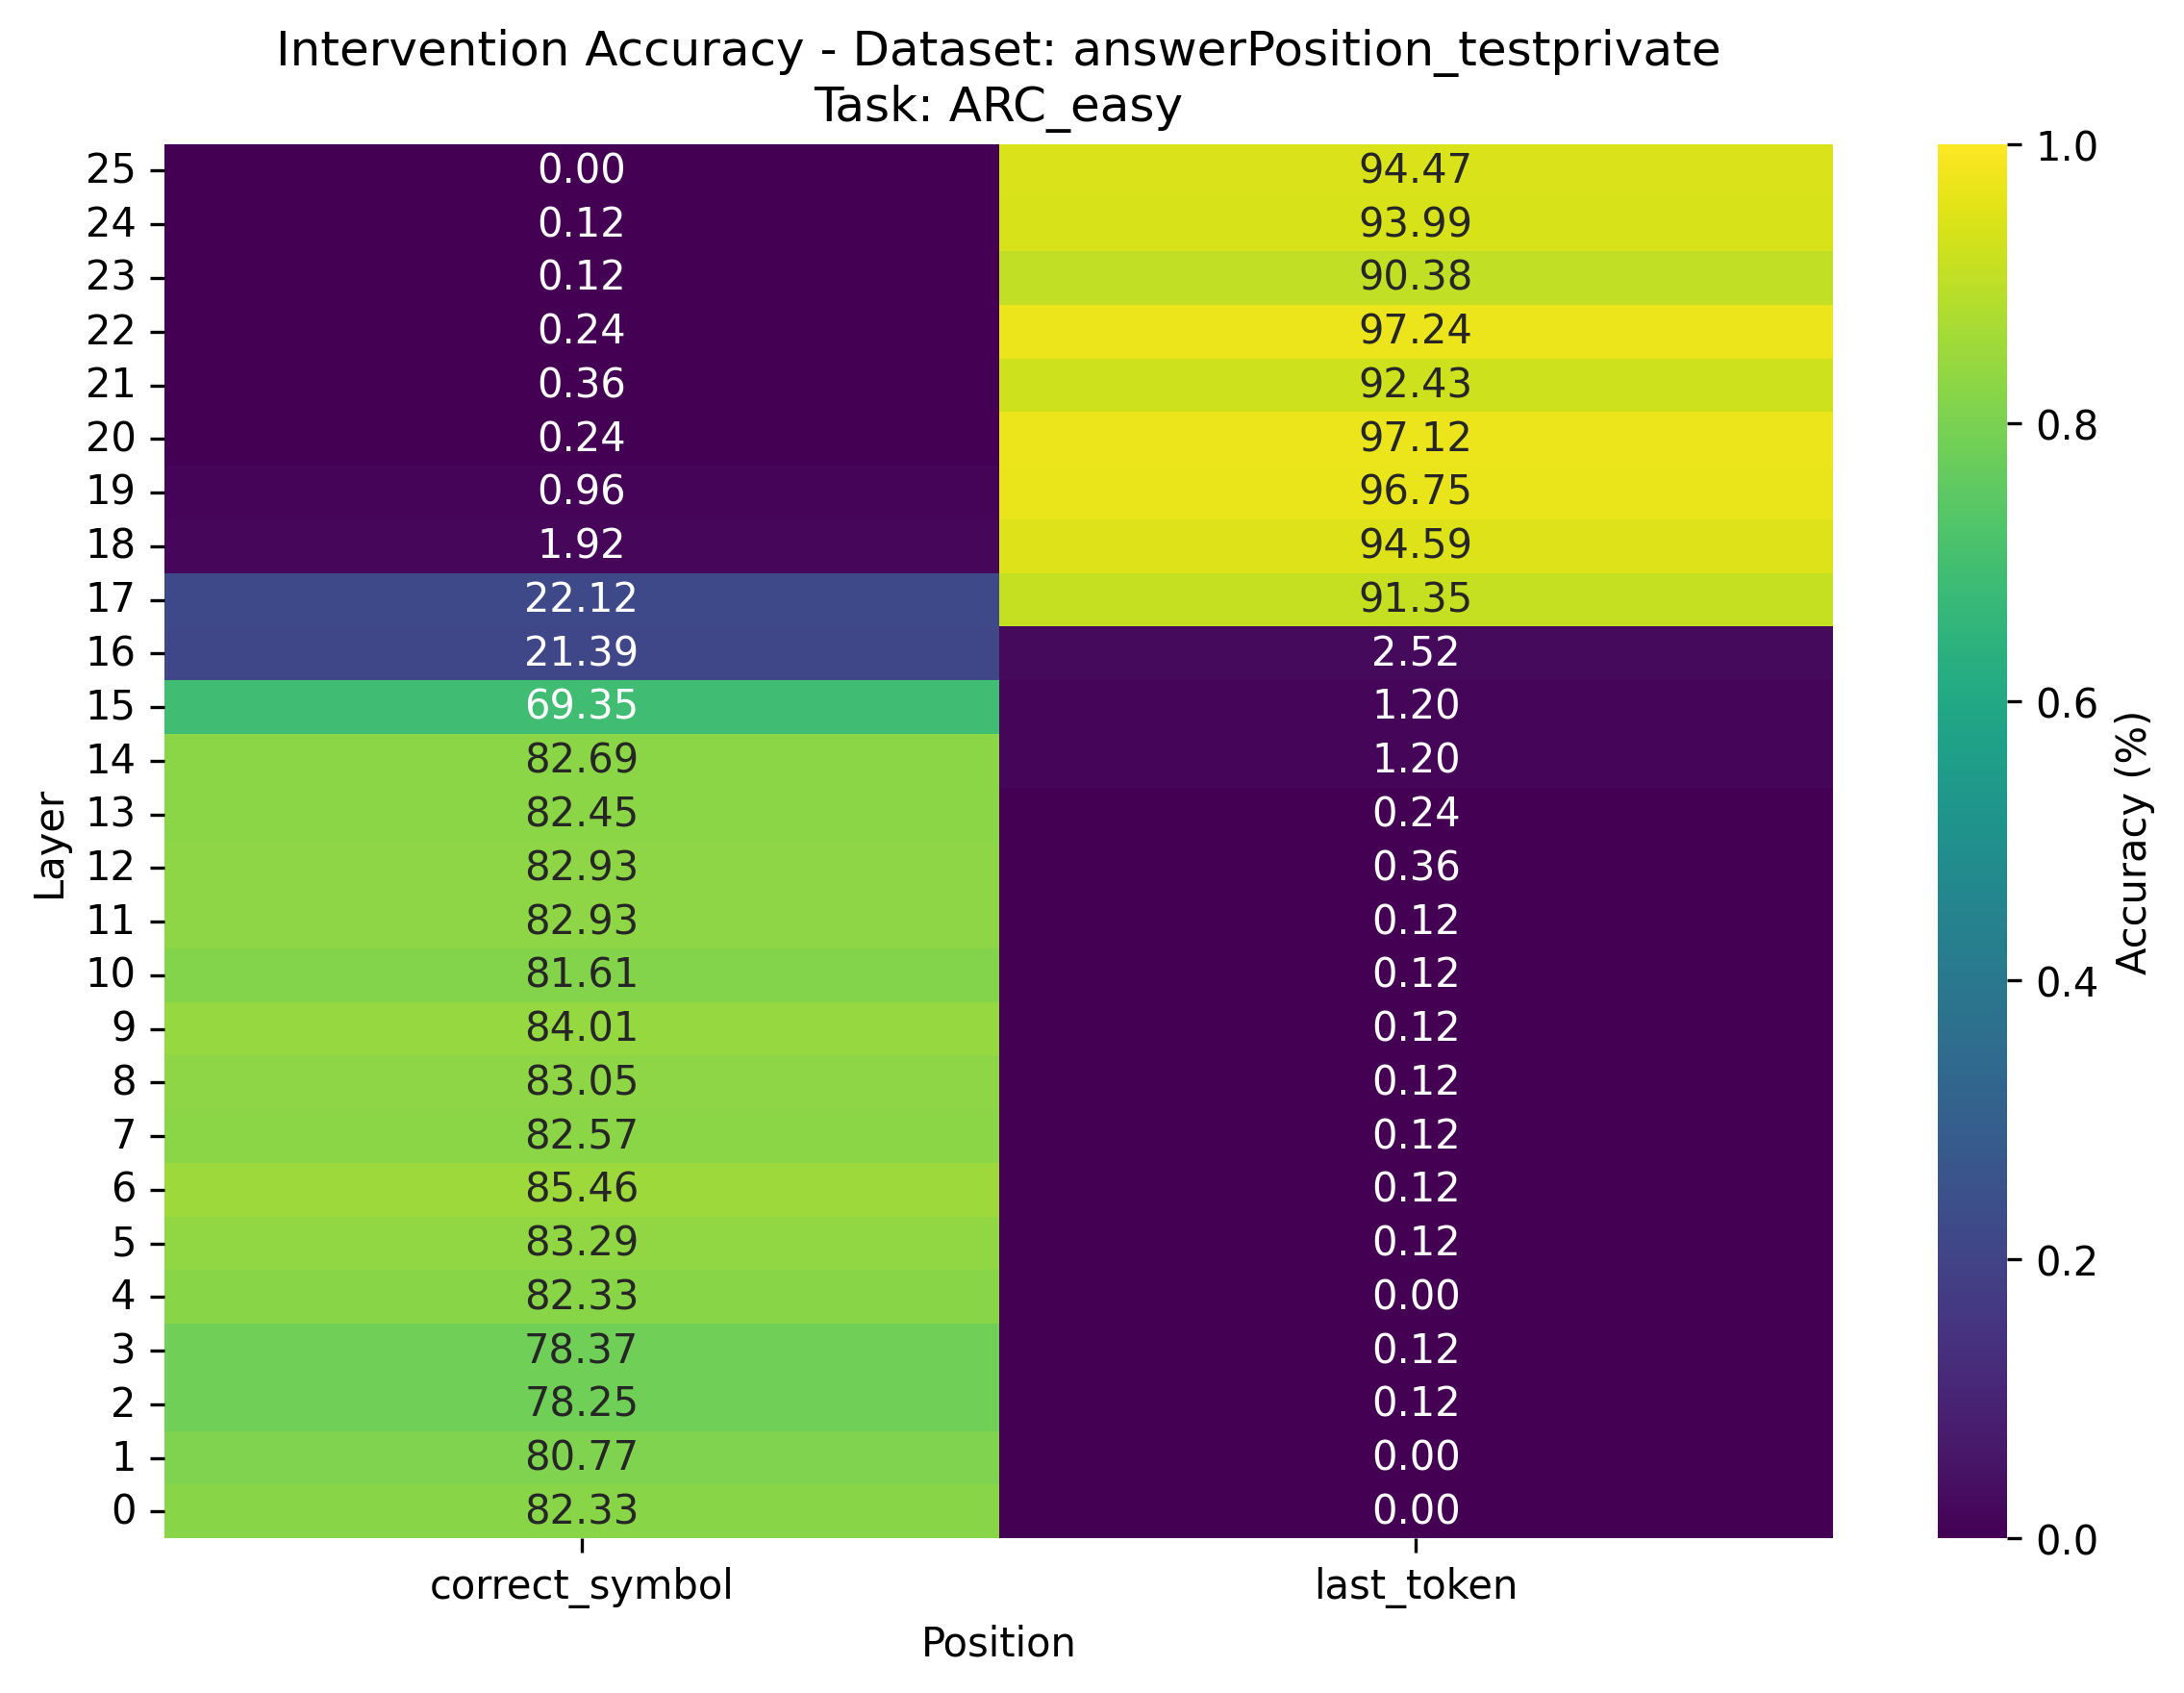 Intervention Accuracy - Dataset: answerPosition_testprivate
Task: ARC_easy
25 0.00 94.47 1.0
24 0.12 93.99
23 0.12 90.38
22 0.24 97.24
21 0.36 92.43
20 0.24 97.12 0.8
19 0.96 96.75
18 1.92 94.59
17 22.12 91.35
16 21.39 2.52
15 69.35 1.20 0.6
14 82.69 1.20
13 82.45 0.24
Layer
Accuracy (%)
12 82.93 0.36
11 82.93 0.12
10 81.61 0.12 0.4
9 84.01 0.12
8 83.05 0.12
7 82.57 0.12
6 85.46 0.12
5 83.29 0.12 0.2
4 82.33 0.00
3 78.37 0.12
2 78.25 0.12
1 80.77 0.00
0 82.33 0.00 0.0
correct_symbol last_token
Position